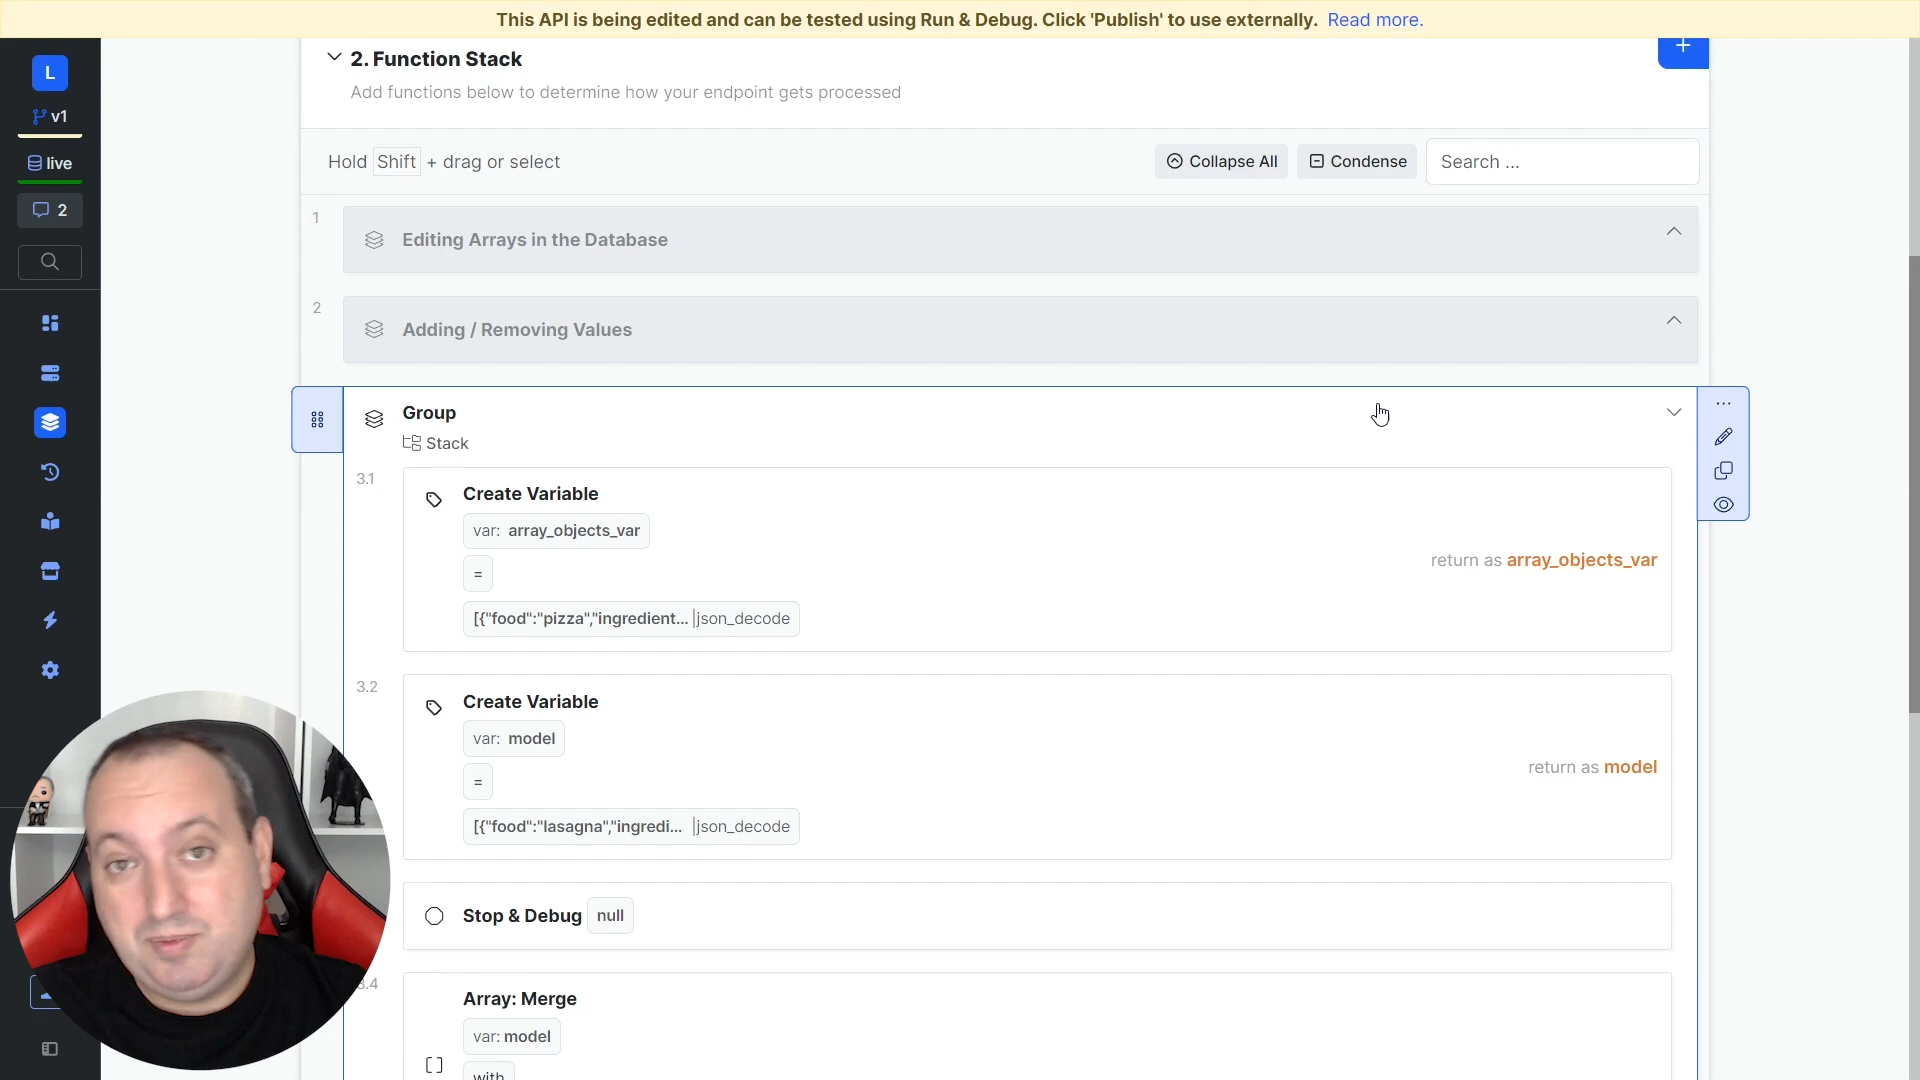 This API is being edited and can be tested using Run & Debug. Click 'Publish' to use externally. Read more.
L
v1
live
2
2. Function Stack
Add functions below to determine how your endpoint gets processed
Hold Shift + drag or select
Collapse All
Condense
Search ...
1
Editing Arrays in the Database
2
Adding / Removing Values
Group
Stack
3.1
Create Variable
var: array_objects_var
=
[{"food":"pizza","ingredient... |json_decode
return as array_objects_var
3.2
Create Variable
var: model
=
[{"food":"lasagna","ingredi... |json_decode
return as model
Stop & Debug null
3.4
Array: Merge
var: model
with